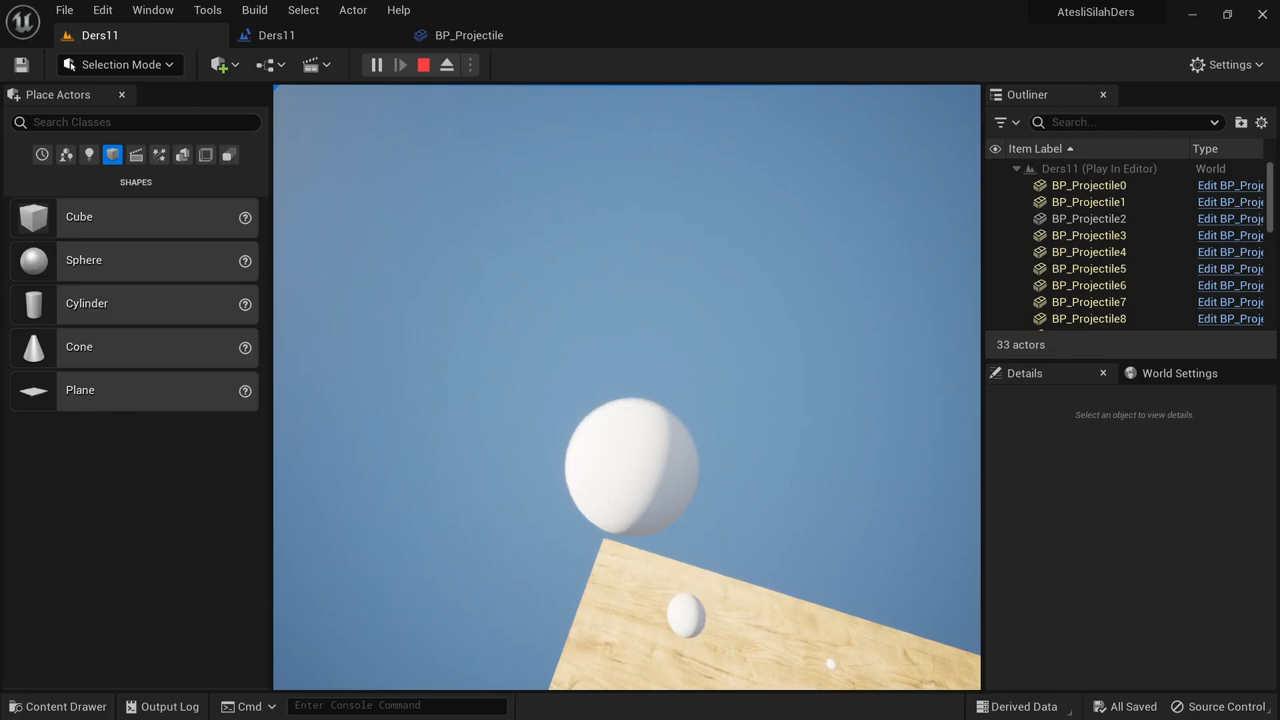 File Edit Window Tools Build Select Actor Help
AtesliSilahDers
Ders11 Ders11 BP_Projectile
Selection Mode
Settings
Place Actors
Search Classes
SHAPES
Cube
Sphere
Cylinder
Cone
Plane
Outliner
Search...
Item Label Type
Ders11 (Play In Editor) World
BP_Projectile0 Edit BP_Proje
BP_Projectile1 Edit BP_Proje
BP_Projectile2 Edit BP_Proje
BP_Projectile3 Edit BP_Proje
BP_Projectile4 Edit BP_Proje
BP_Projectile5 Edit BP_Proje
BP_Projectile6 Edit BP_Proje
BP_Projectile7 Edit BP_Proje
BP_Projectile8 Edit BP_Proje
33 actors
Details World Settings
Select an object to view details.
Content Drawer Output Log Cmd Enter Console Command
Derived Data All Saved Source Control